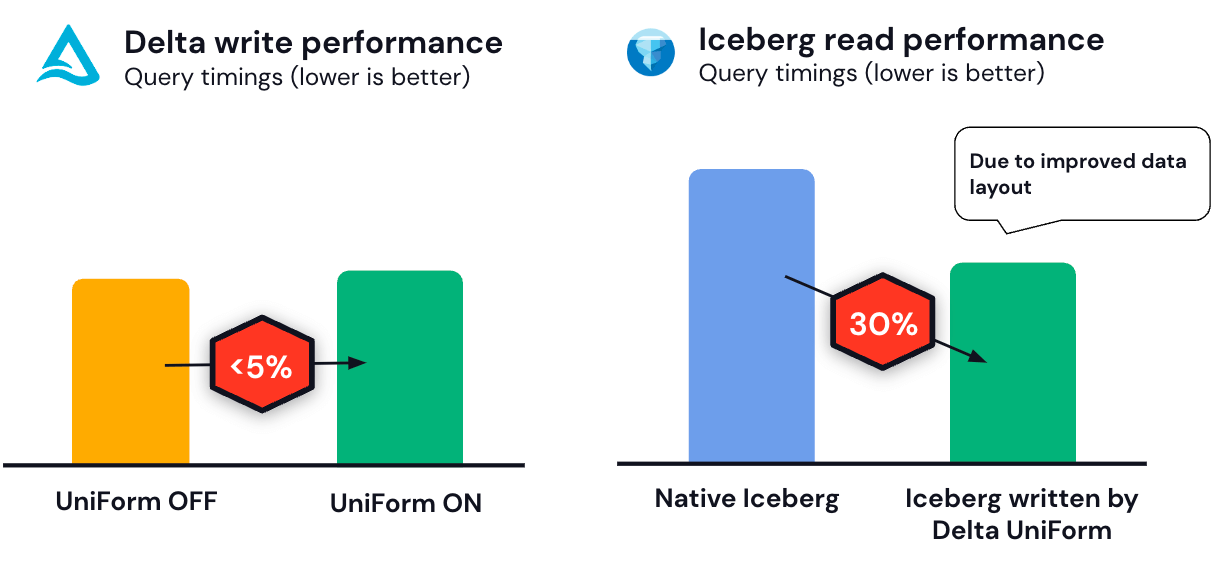 Delta write performance
Query timings (lower is better)
<5%
UniForm OFF
UniForm ON
Iceberg read performance
Query timings (lower is better)
Due to improved data
layout
30%
Native Iceberg
Iceberg written by
Delta UniForm